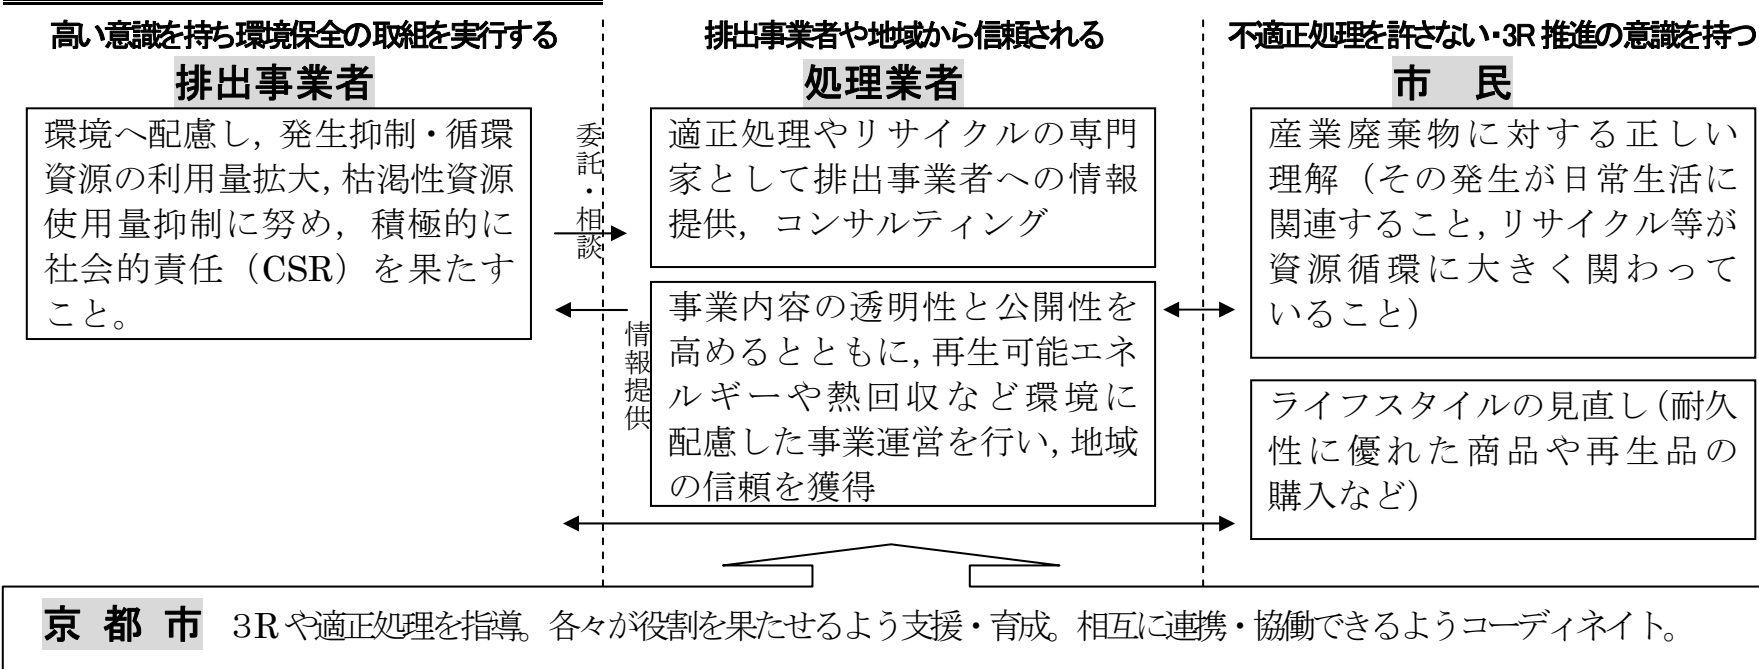 高い意識を持ち環境保全の取組を実行する
排出事業者
環境へ配慮し，発生抑制・循環
資源の利用量拡大，枯渇性資源
使用量抑制に努め，積極的に
社会的責任（CSR）を果たす
こと。
委託・相談
情報提供
排出事業者や地域から信頼される
処理業者
適正処理やリサイクルの専門
家として排出事業者への情報
提供，コンサルティング
事業内容の透明性と公開性を
高めるとともに，再生可能エネ
ルギーや熱回収など環境に
配慮した事業運営を行い，地域
の信頼を獲得
不適正処理を許さない・3R 推進の意識を持つ
市　民
産業廃棄物に対する正しい
理解（その発生が日常生活に
関連すること，リサイクル等が
資源循環に大きく関わって
いること）
ライフスタイルの見直し（耐久
性に優れた商品や再生品の
購入など）
京 都 市　３Rや適正処理を指導。各々が役割を果たせるよう支援・育成。相互に連携・協働できるようコーディネイト。